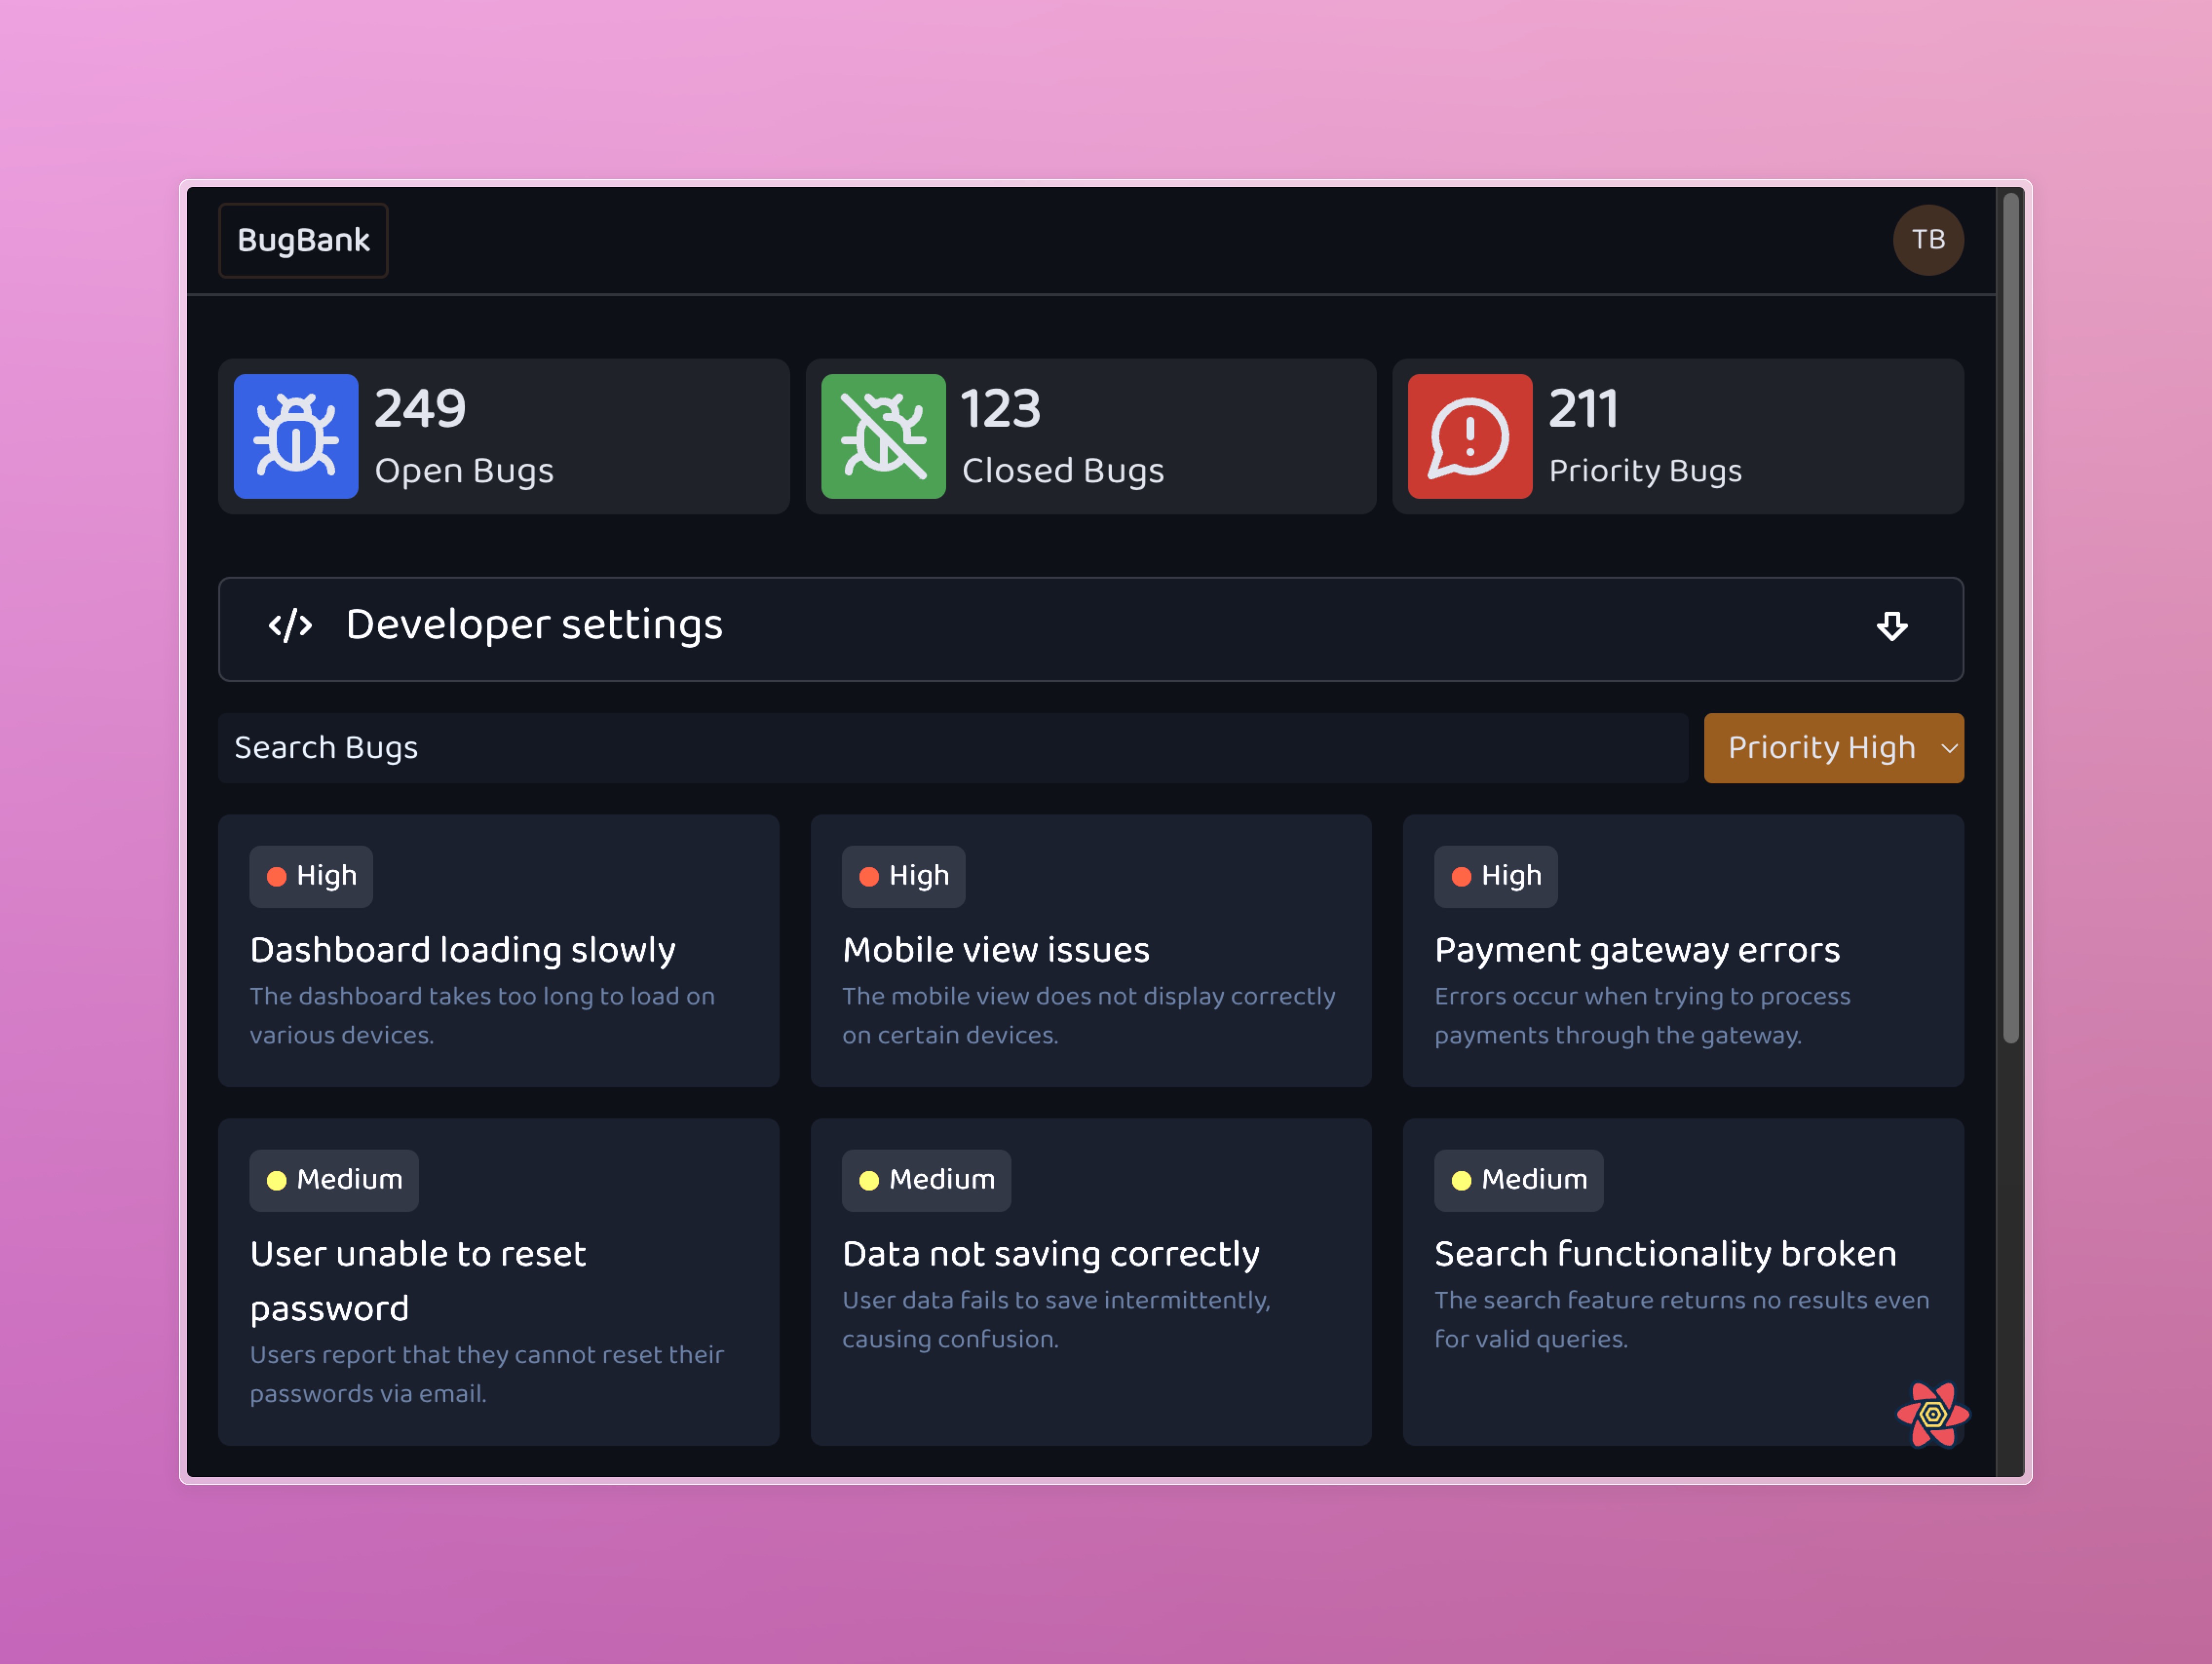 BugBank
TB
249
Open Bugs
123
Closed Bugs
211
Priority Bugs
</> Developer settings
Search Bugs
Priority High
High
Dashboard loading slowly
The dashboard takes too long to load on
various devices.
High
Mobile view issues
The mobile view does not display correctly
on certain devices.
High
Payment gateway errors
Errors occur when trying to process
payments through the gateway.
Medium
User unable to reset
password
Users report that they cannot reset their
passwords via email.
Medium
Data not saving correctly
User data fails to save intermittently,
causing confusion.
Medium
Search functionality broken
The search feature returns no results even
for valid queries.